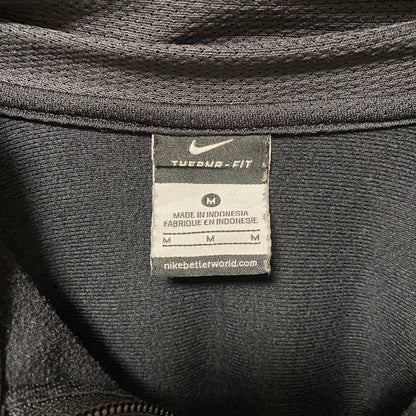 THERMA-FIT
M
MADE IN INDONESIA
FABRIQUE EN INDONESIE
M M M
nikebetterworld.com